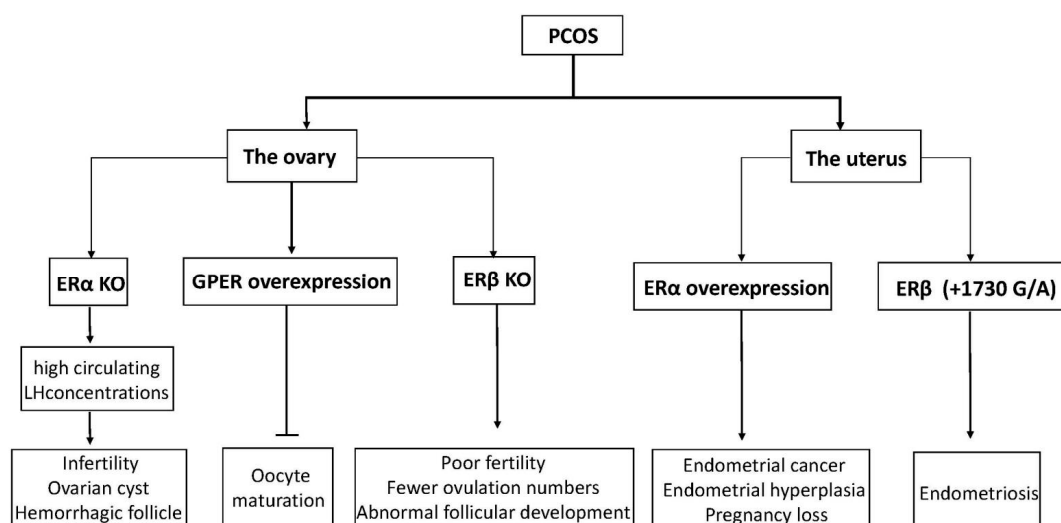 PCOS
The ovary
The uterus
ERα KO
GPER overexpression
ERβ KO
ERα overexpression
ERβ (+1730 G/A)
high circulating
LHconcentrations
Infertility
Ovarian cyst
Hemorrhagic follicle
Oocyte
maturation
Poor fertility
Fewer ovulation numbers
Abnormal follicular development
Endometrial cancer
Endometrial hyperplasia
Pregnancy loss
Endometriosis